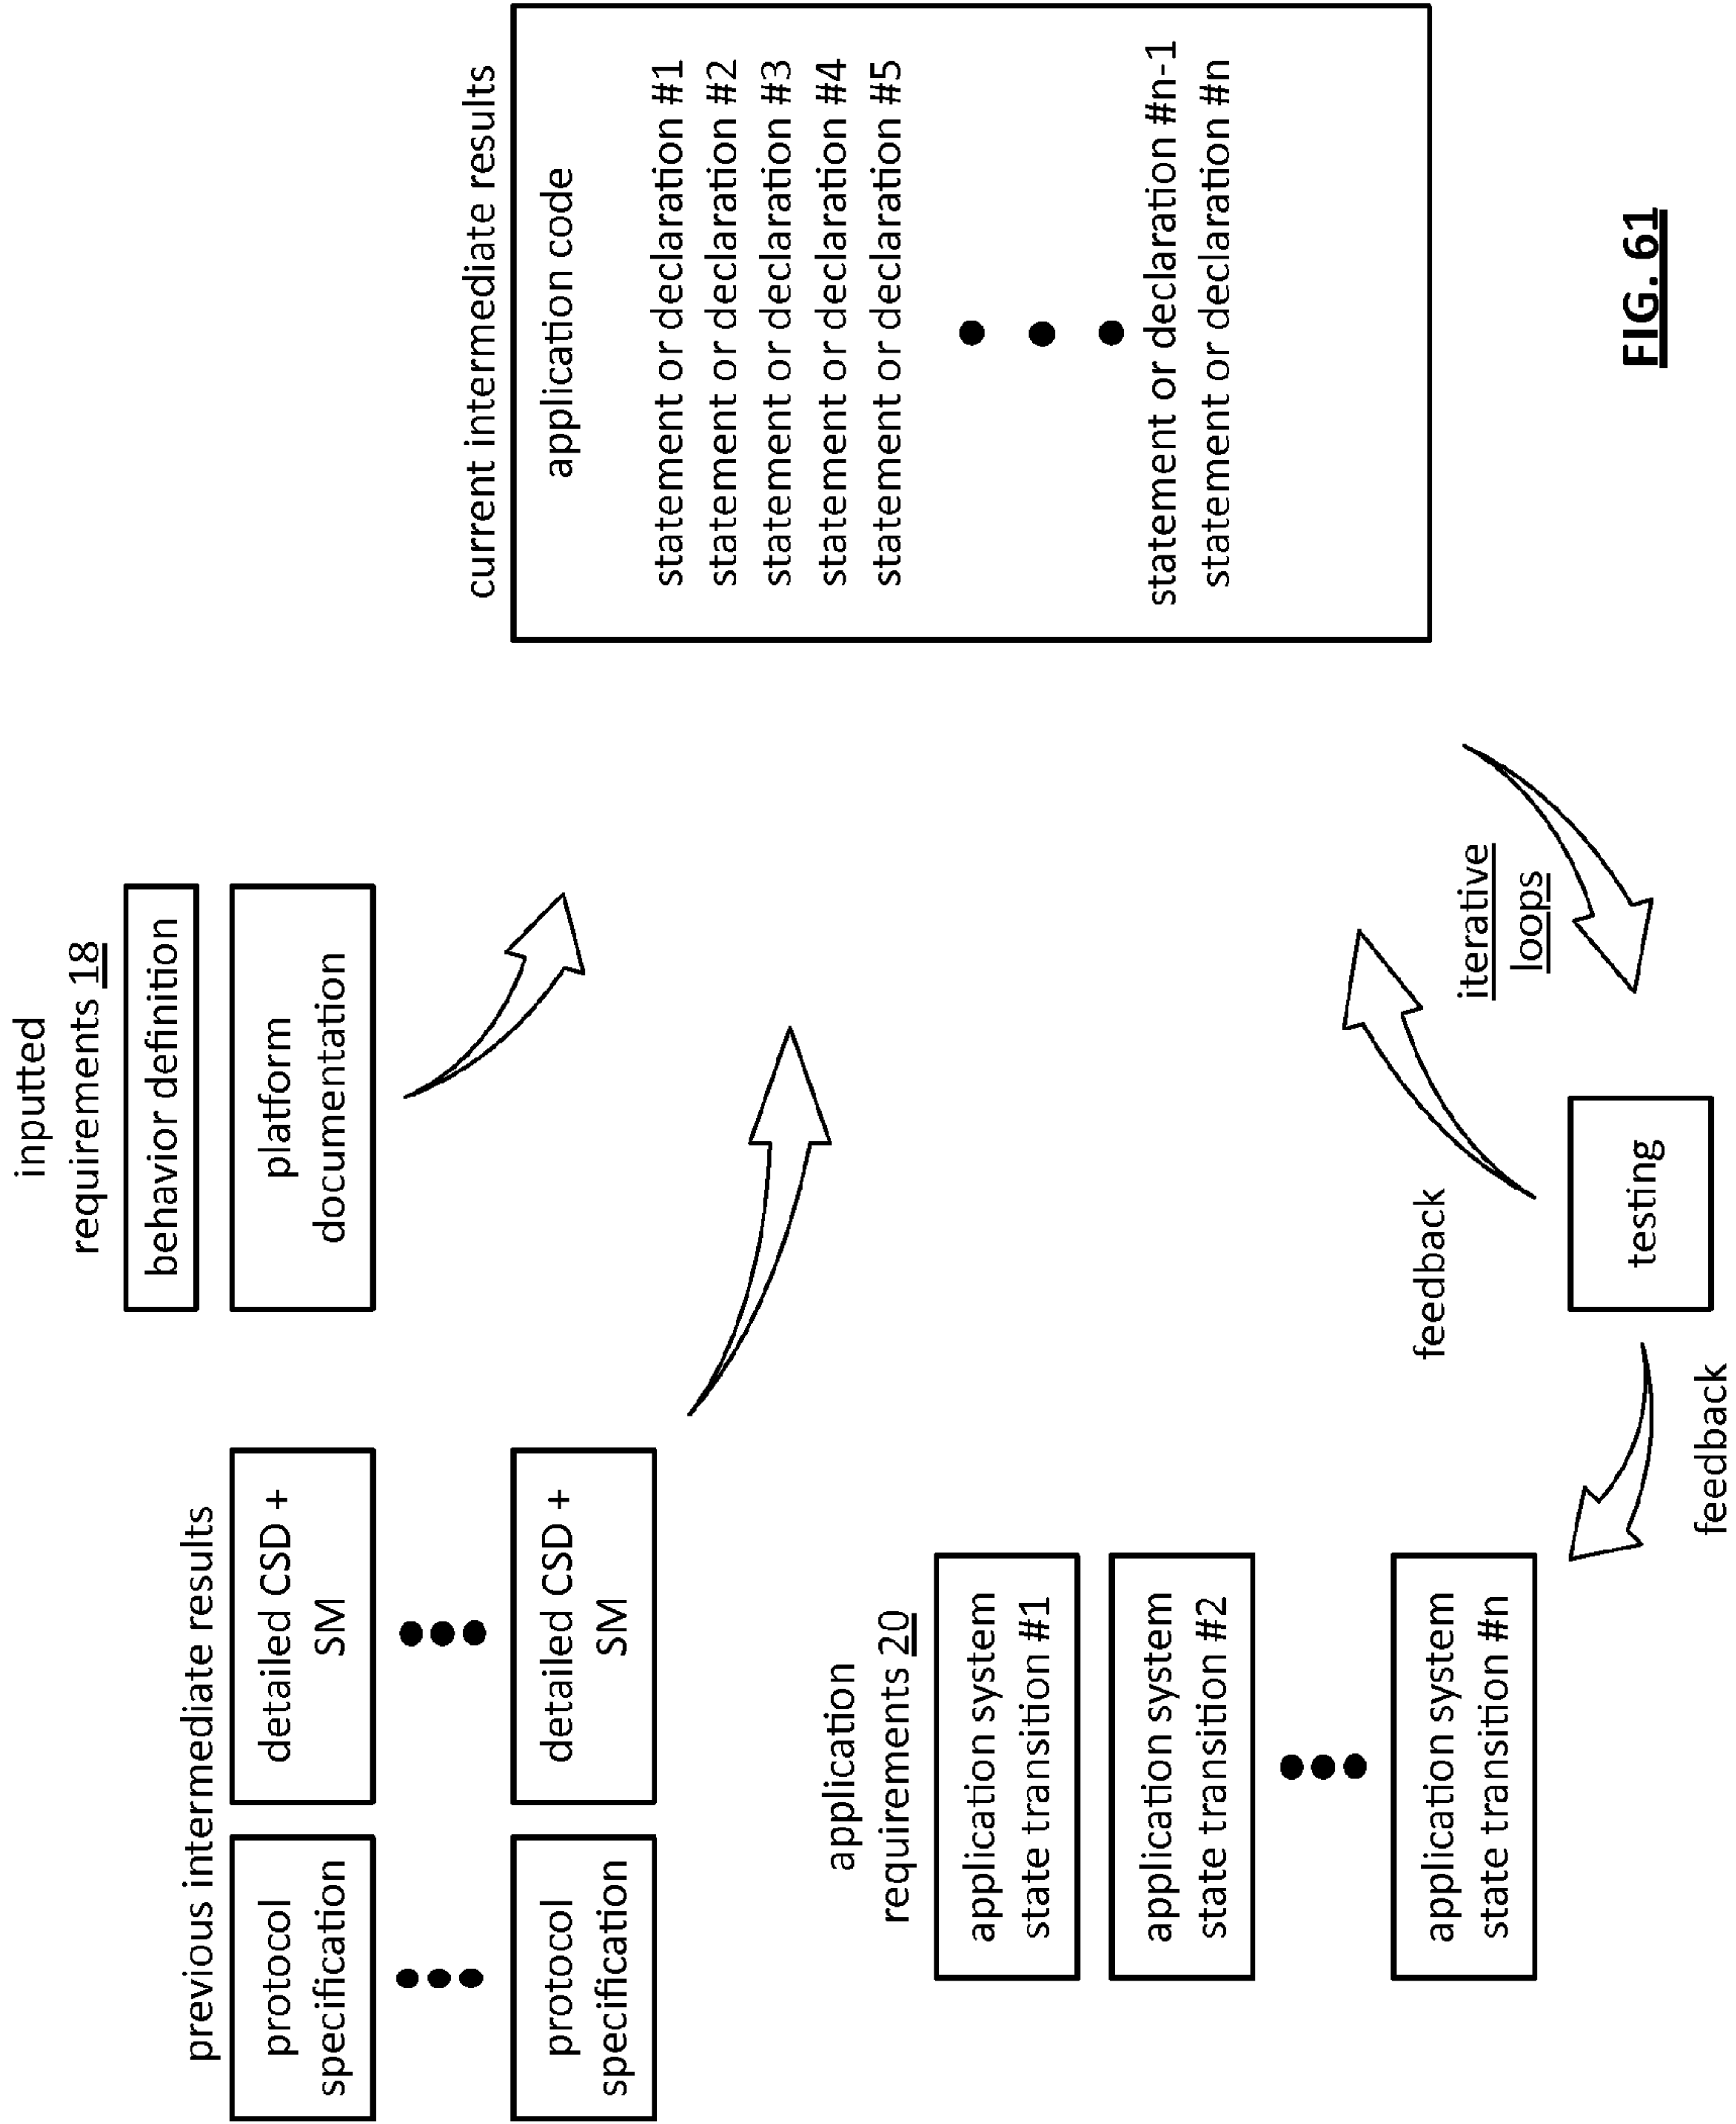 inputted
requirements 18
behavior definition
platform
documentation
previous intermediate results
protocol
specification
detailed CSD +
SM
protocol
specification
detailed CSD +
SM
current intermediate results
application code
statement or declaration #1
statement or declaration #2
statement or declaration #3
statement or declaration #4
statement or declaration #5
statement or declaration #n-1
statement or declaration #n
application
requirements 20
application system
state transition #1
application system
state transition #2
application system
state transition #n
feedback
iterative
loops
testing
feedback
FIG. 61